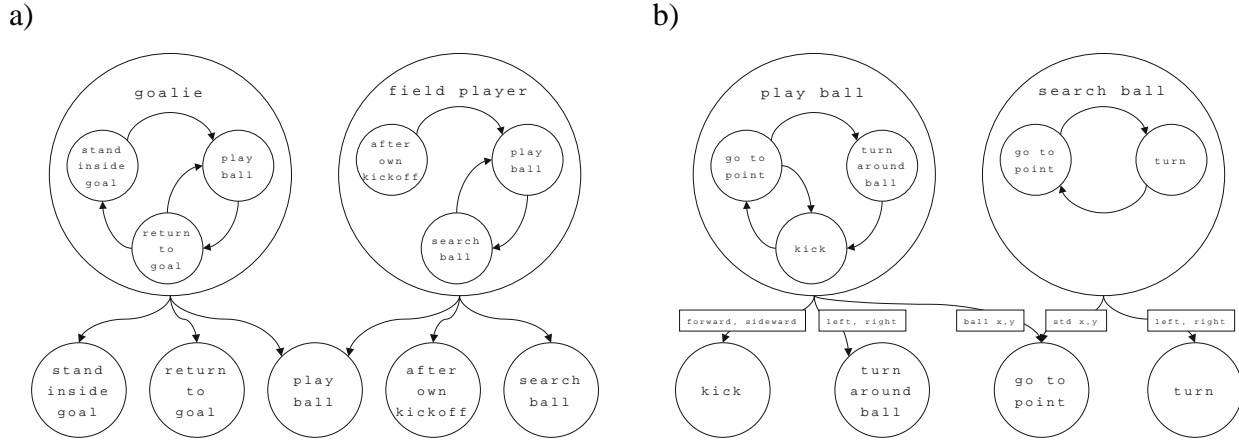 a)
goalie
stand
inside
goal
play
ball
return
to
goal
field player
after
own
kickoff
play
ball
search
ball
stand
inside
goal
return
to
goal
play
ball
after
own
kickoff
search
ball
b)
play ball
go to
point
turn
around
ball
kick
search ball
go to
point
turn
forward, sideward
left, right
ball x,y
std x,y
left, right
kick
turn
around
ball
go to
point
turn